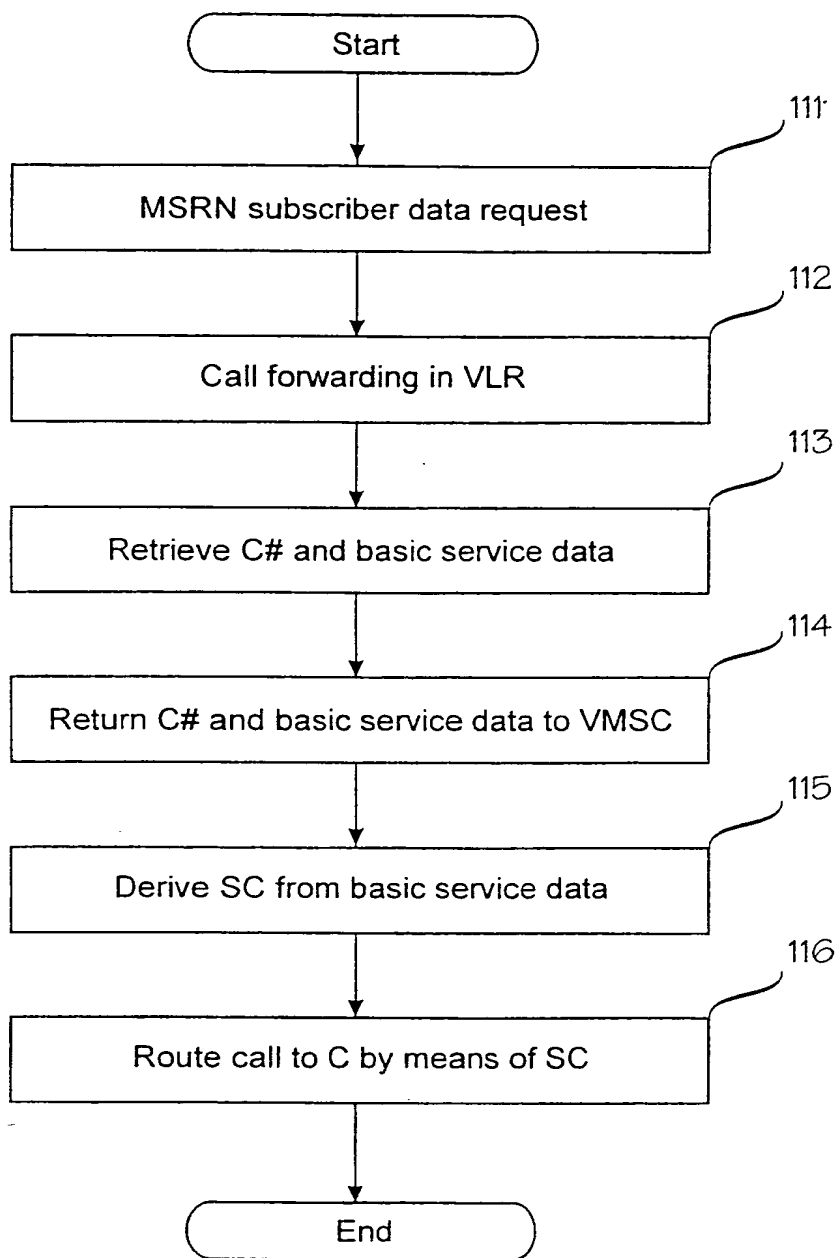 Start
111
MSRN subscriber data request
112
Call forwarding in VLR
113
Retrieve C# and basic service data
114
Return C# and basic service data to VMSC
115
Derive SC from basic service data
116
Route call to C by means of SC
End